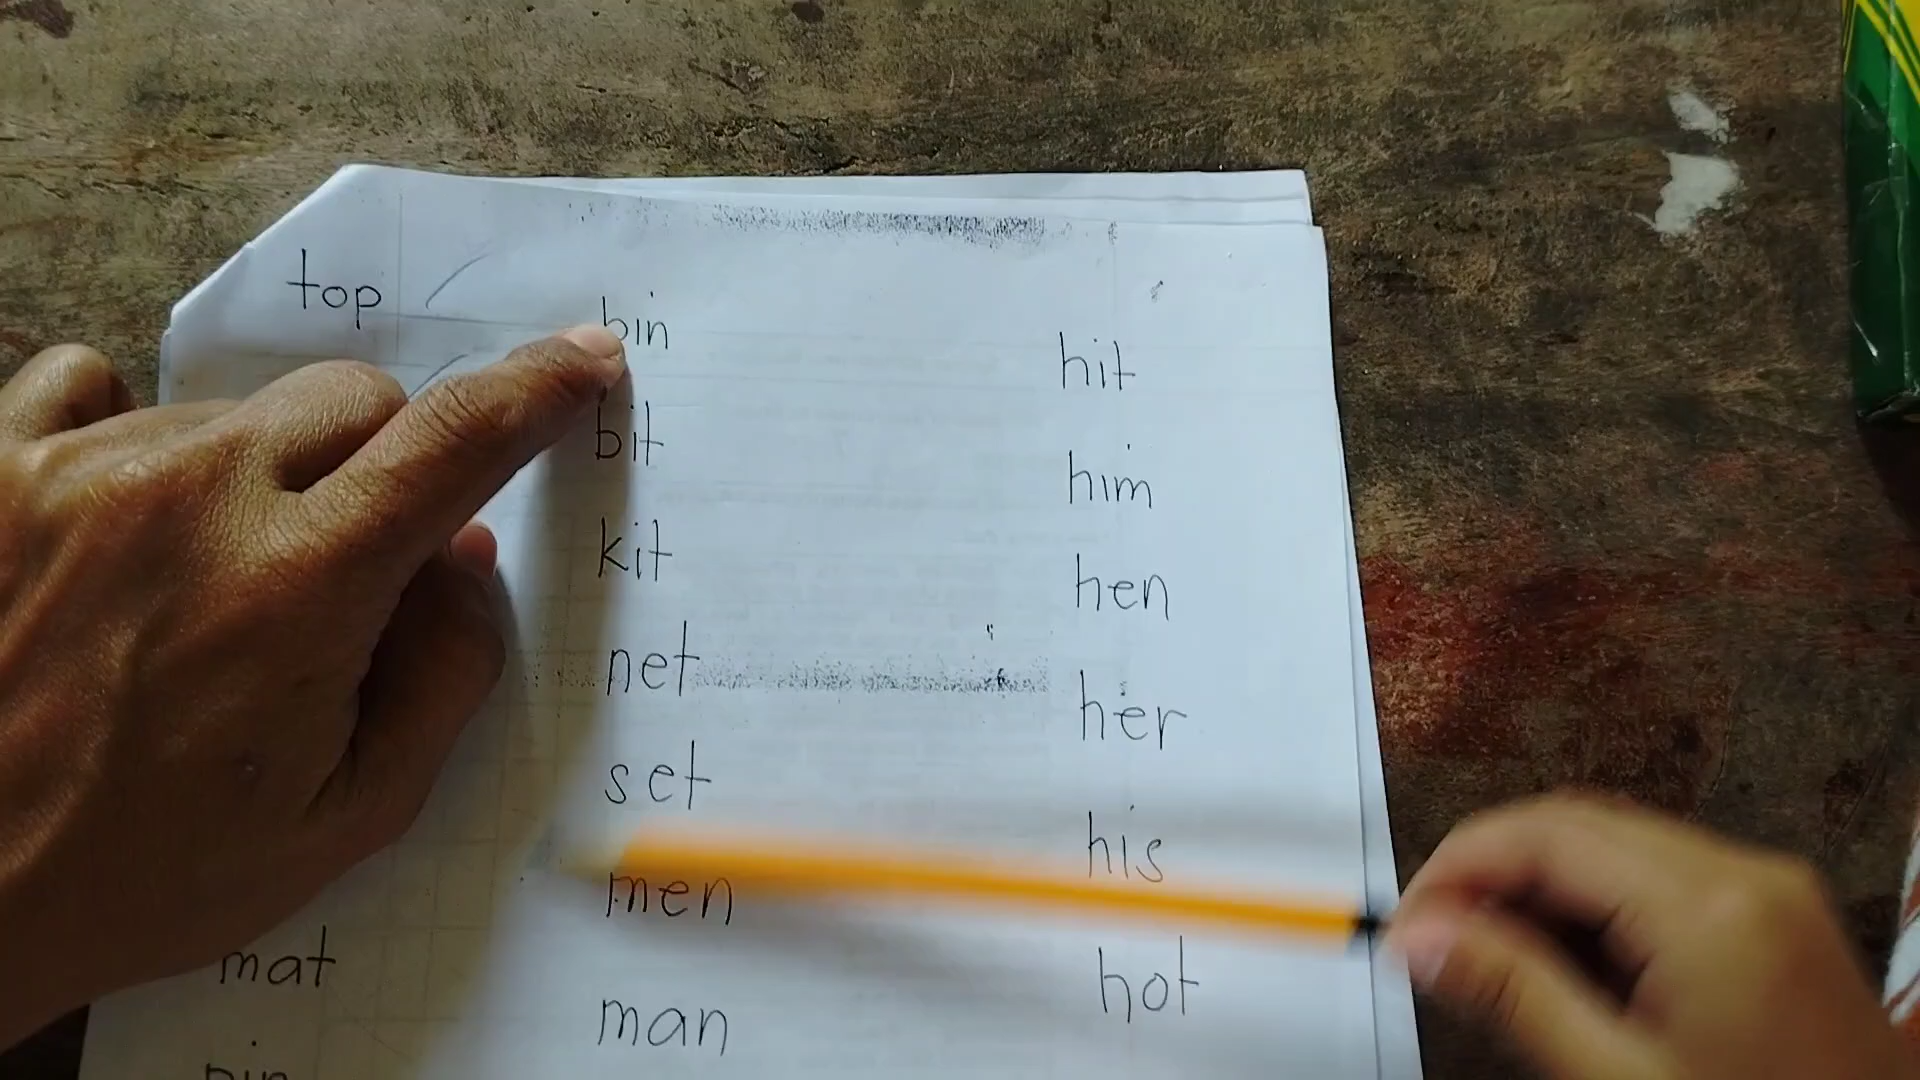 top
mat
bin
bit
kit
net
set
men
man
hit
him
hen
her
his
hot